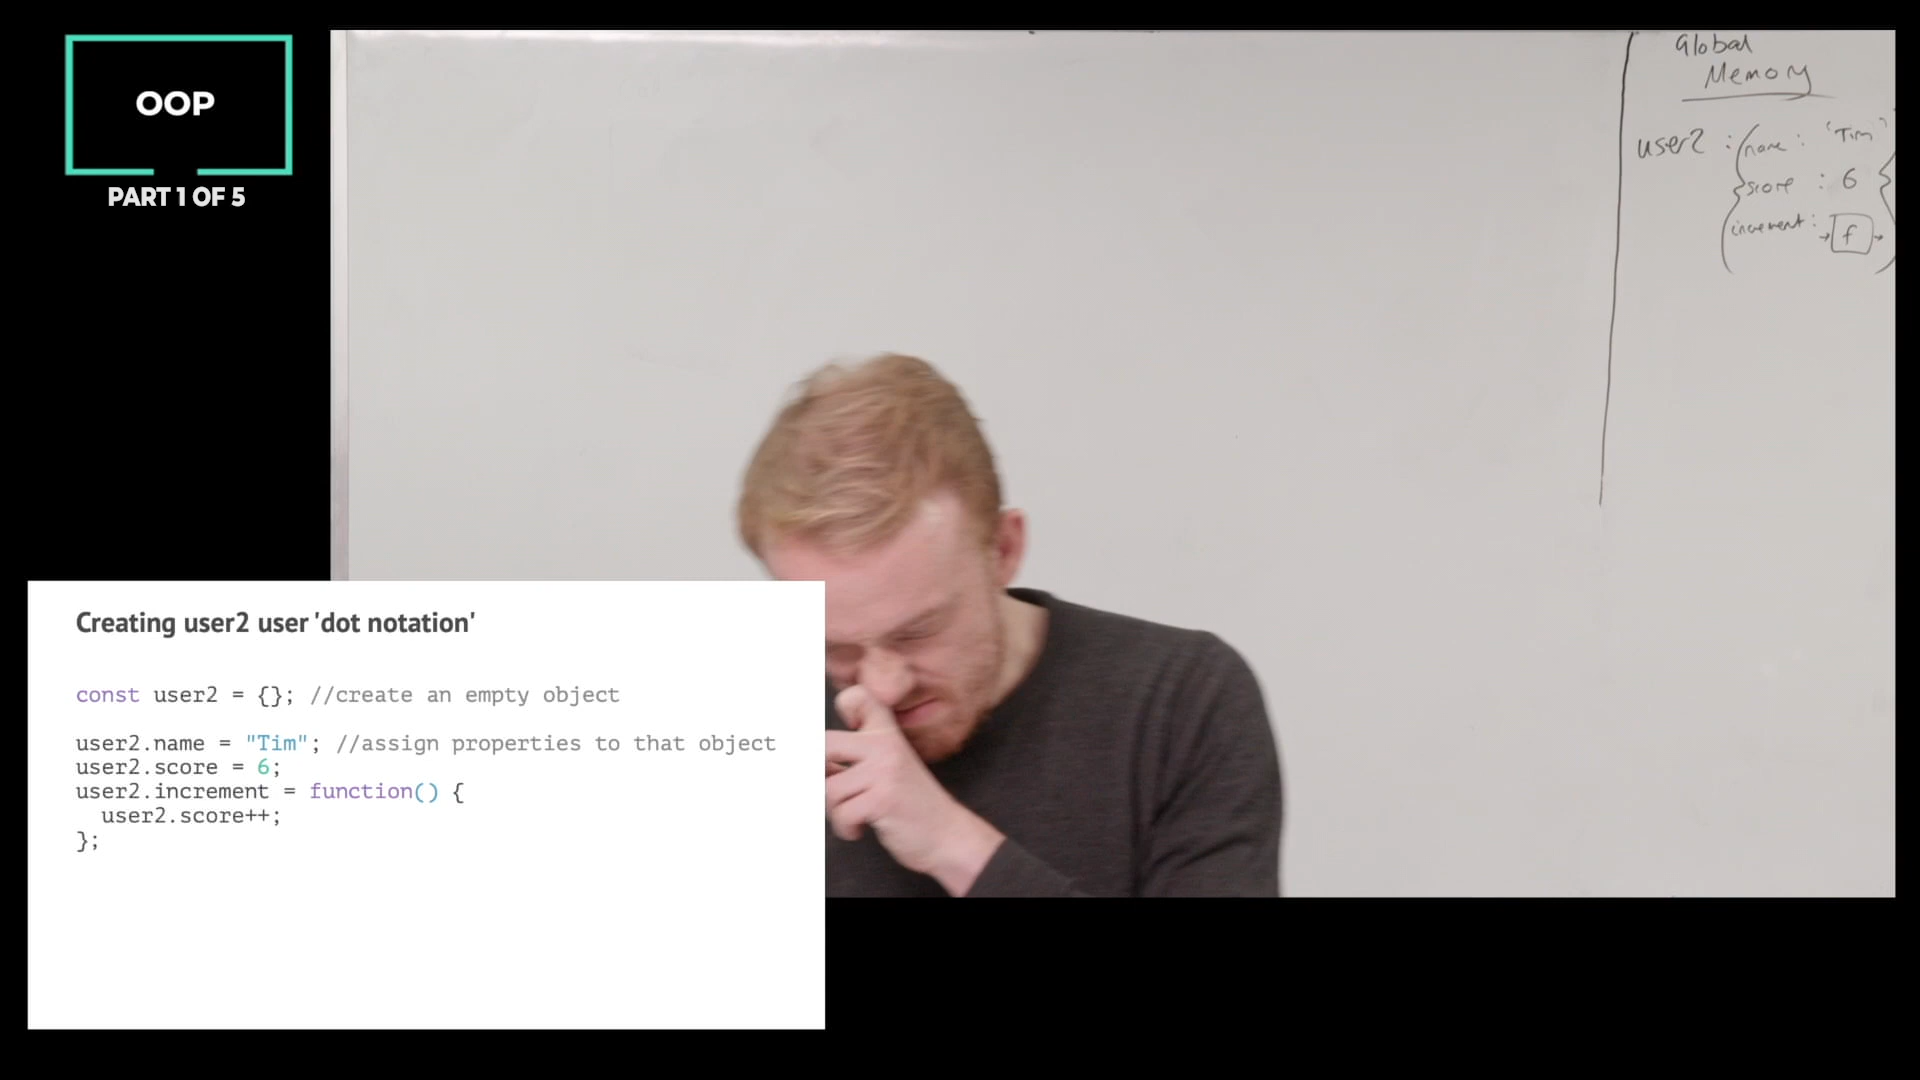 OOP
PART 1 OF 5
Global
Memory
user2 : { name : 'Tim'
score : 6
increment : → f → }
Creating user2 user 'dot notation'
const user2 = {}; //create an empty object
user2.name = "Tim"; //assign properties to that object
user2.score = 6;
user2.increment = function() {
  user2.score++;
};